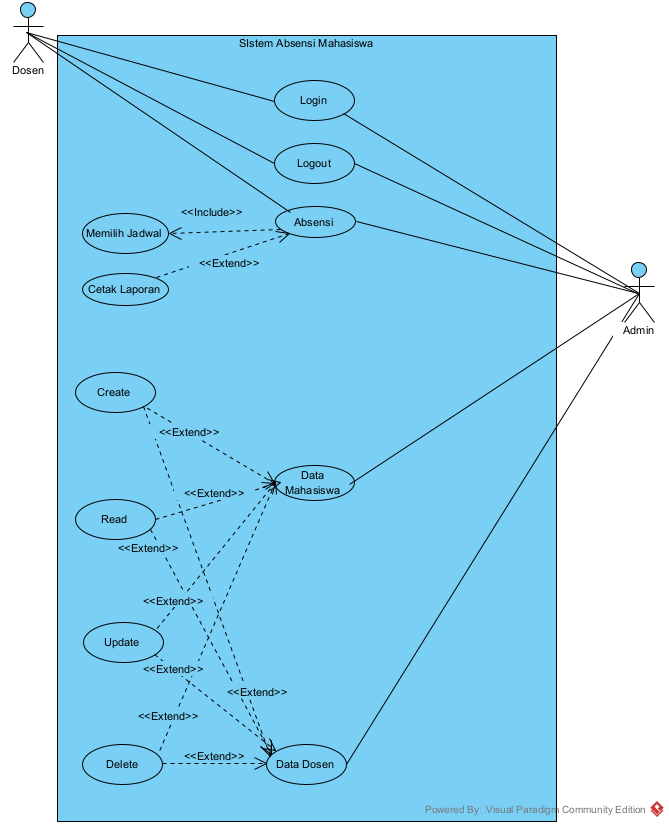 SIstem Absensi Mahasiswa
Dosen
Login
Logout
<<Include>>
Memilih Jadwal
Absensi
<<Extend>>
Cetak Laporan
Admin
Create
<<Extend>>
Data
Mahasiswa
<<Extend>>
Read
<<Extend>>
<<Extend>>
Update
<<Extend>>
<<Extend>>
<<Extend>>
<<Extend>>
Delete
Data Dosen
Powered By Visual Paradigm Community Edition